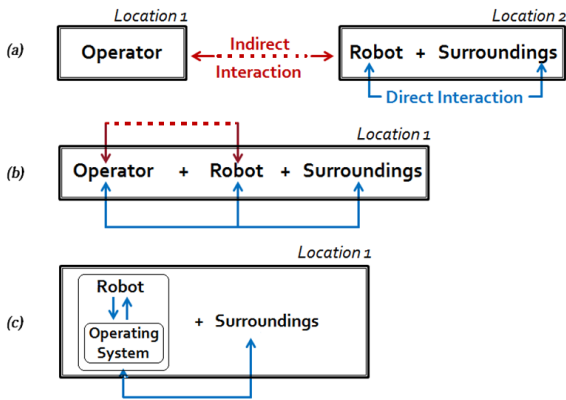 Location 1
Location 2
(a)
Operator
Indirect
Interaction
Robot + Surroundings
Direct Interaction
Location 1
(b)
Operator + Robot + Surroundings
Location 1
(c)
Robot
Operating
System
+ Surroundings